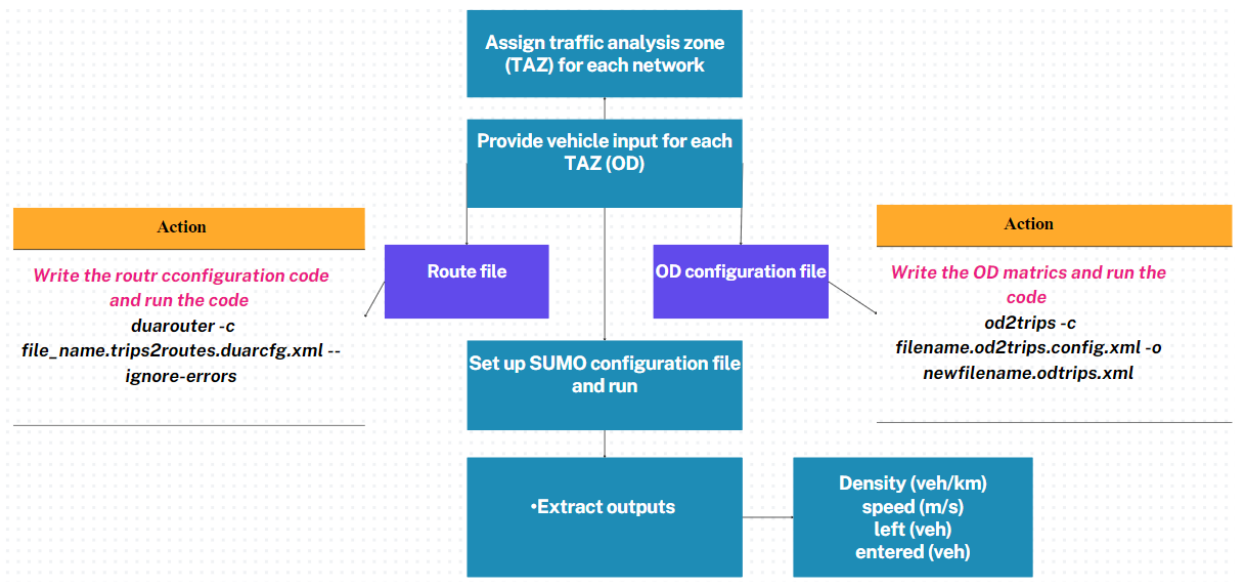 Assign traffic analysis zone
(TAZ) for each network
Provide vehicle input for each
TAZ (OD)
Action
Write the routr cconfiguration code
and run the code
duarouter -c
file_name.trips2routes.duarcfg.xml --
ignore-errors
Route file
OD configuration file
Action
Write the OD matrics and run the
code
od2trips -c
filename.od2trips.config.xml -o
newfilename.odtrips.xml
Set up SUMO configuration file
and run
•Extract outputs
Density (veh/km)
speed (m/s)
left (veh)
entered (veh)